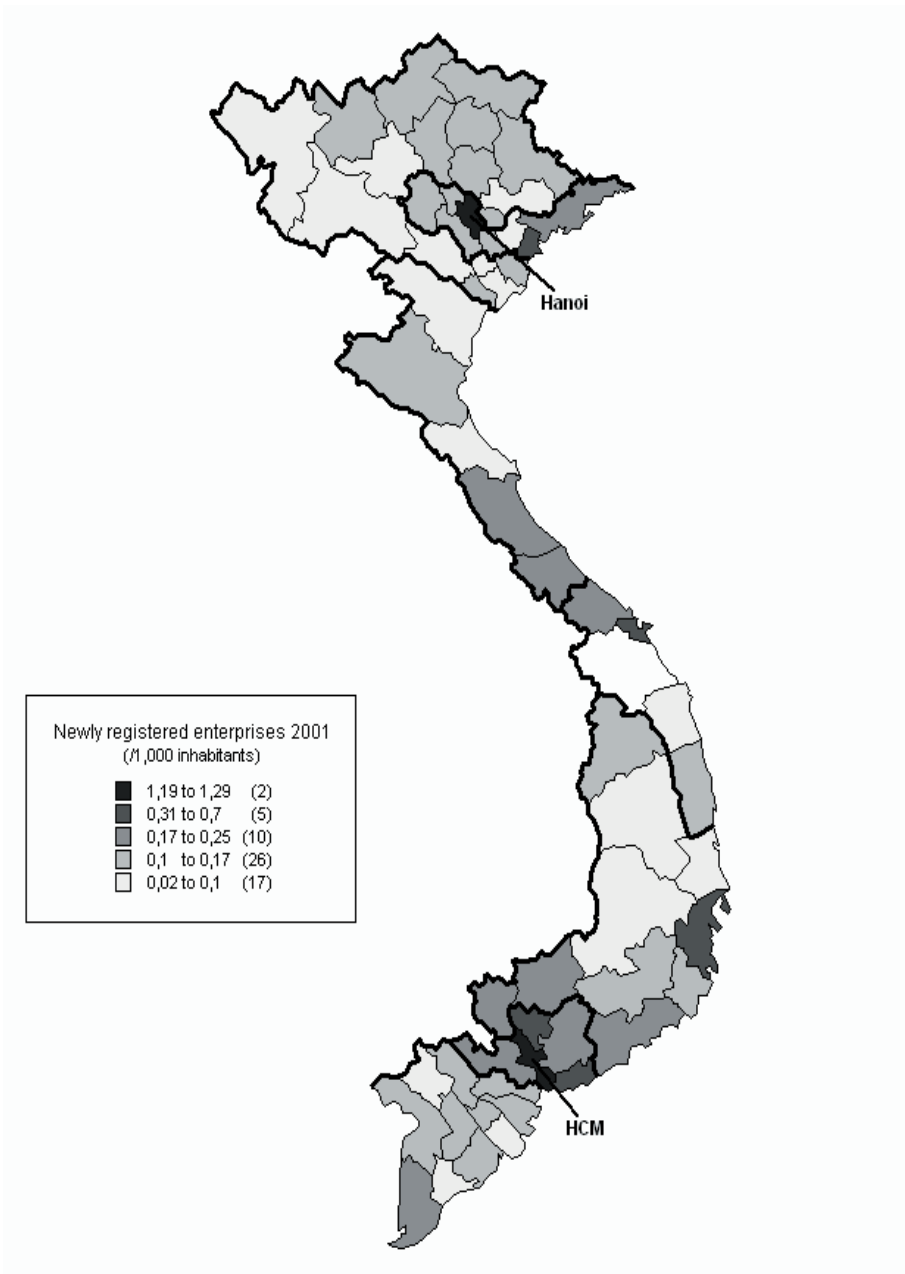 Hanoi
Newly registered enterprises 2001
(/1,000 inhabitants)
1,19 to 1,29 (2)
0,31 to 0,7 (5)
0,17 to 0,25 (10)
0,1 to 0,17 (26)
0,02 to 0,1 (17)
HCM